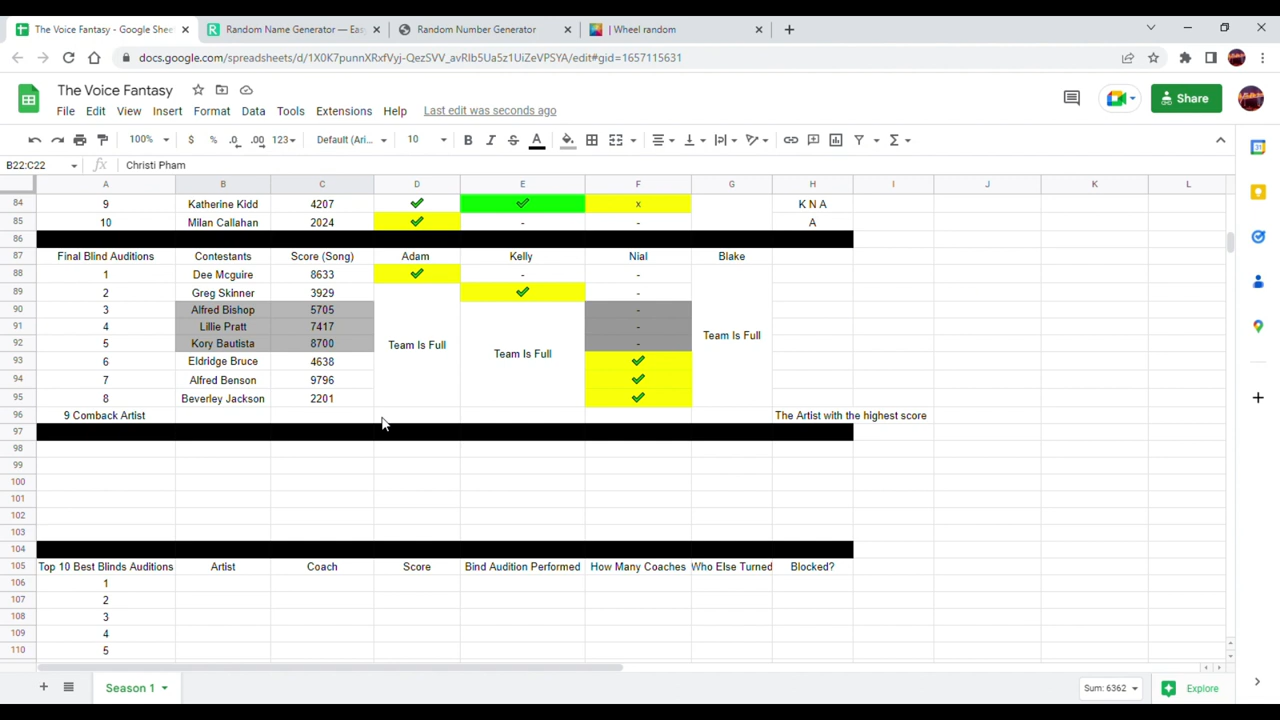 The Voice Fantasy - Google Shee
Random Name Generator — Eas
Random Number Generator
| Wheel random
docs.google.com/spreadsheets/d/1X0K7punnXRxfVyj-QezSVV_avRIb5Ua5z1UiZeVPSYA/edit#gid=1657115631
The Voice Fantasy
File Edit View Insert Format Data Tools Extensions Help Last edit was seconds ago
Share
100% $ % .0 .00 123 Default (Ari... 10 B I S A Σ
B22:C22 fx Christi Pham
A B C D E F G H I J K L
84 9 Katherine Kidd 4207 ✔ ✔ x K N A
85 10 Milan Callahan 2024 ✔ - - A
86
87 Final Blind Auditions Contestants Score (Song) Adam Kelly Nial Blake
88 1 Dee Mcguire 8633 ✔ - -
89 2 Greg Skinner 3929 ✔ -
90 3 Alfred Bishop 5705 -
91 4 Lillie Pratt 7417 -
Team Is Full
92 5 Kory Bautista 8700 -
Team Is Full
Team Is Full
93 6 Eldridge Bruce 4638 ✔
94 7 Alfred Benson 9796 ✔
95 8 Beverley Jackson 2201 ✔
96 9 Comback Artist The Artist with the highest score
97
98
99
100
101
102
103
104
105 Top 10 Best Blinds Auditions Artist Coach Score Bind Audition Performed How Many Coaches Who Else Turned Blocked?
106 1
107 2
108 3
109 4
110 5
Season 1
Sum: 6362
Explore